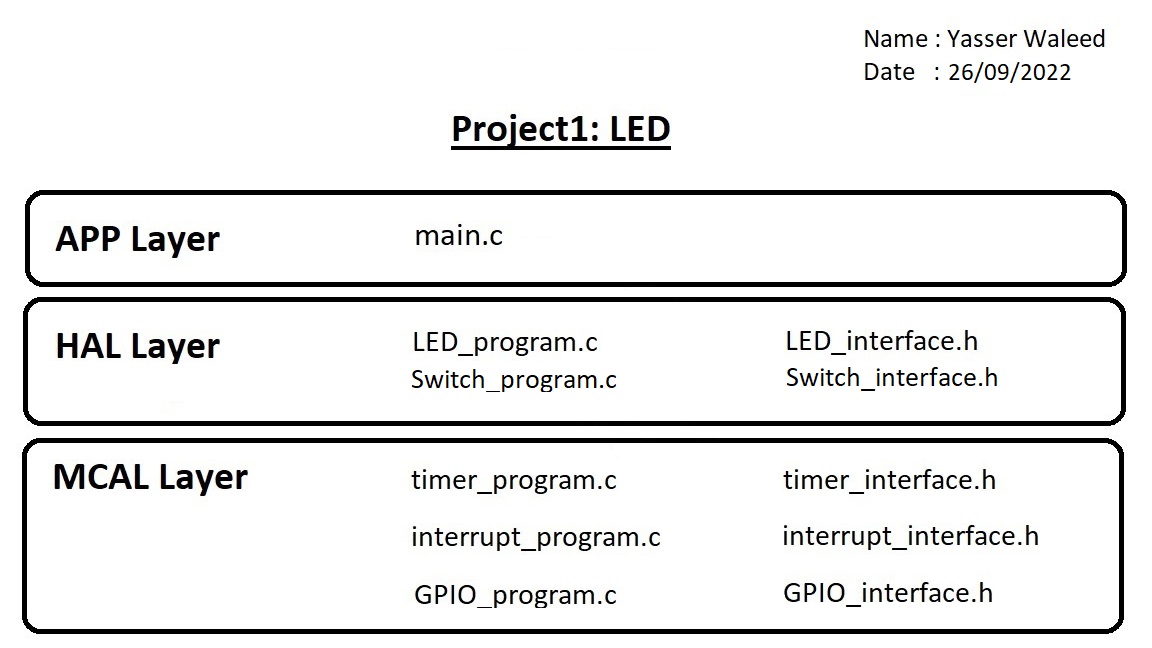 Name : Yasser Waleed
Date : 26/09/2022
Project1: LED
APP Layer main.c
HAL Layer LED_program.c LED_interface.h
Switch_program.c Switch_interface.h
MCAL Layer timer_program.c timer_interface.h
interrupt_program.c interrupt_interface.h
GPIO_program.c GPIO_interface.h